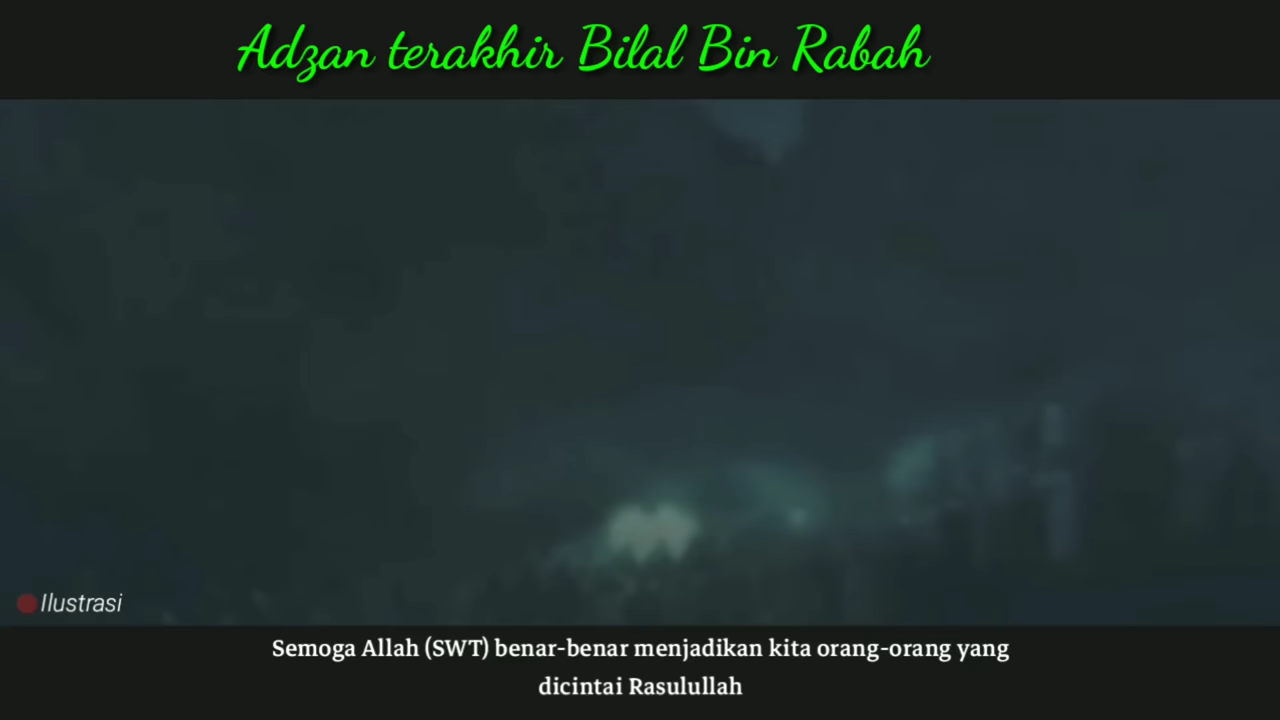 Adzan terakhir Bilal Bin Rabah
Ilustrasi
Semoga Allah (SWT) benar-benar menjadikan kita orang-orang yang
dicintai Rasulullah